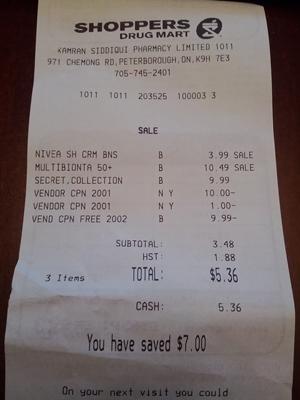 SHOPPERS
DRUG MART
KAMRAN SIDDIQUI PHARMACY LIMITED 1011
971 CHEMONG RD,PETERBOROUGH,ON,K9H 7E3
705-745-2401
1011 1011 203525 100003 3
SALE
NIVEA SH CRM BNS B 3.99 SALE
MULTIBIONTA 50+ B 10.49 SALE
SECRET,COLLECTION B 9.99
VENDOR CPN 2001 N Y 10.00-
VENDOR CPN 2001 N Y 1.00-
VEND CPN FREE 2002 B 9.99-
SUBTOTAL: 3.48
HST: 1.88
3 Items TOTAL: $5.36
CASH: 5.36
You have saved $7.00
On your next visit you could